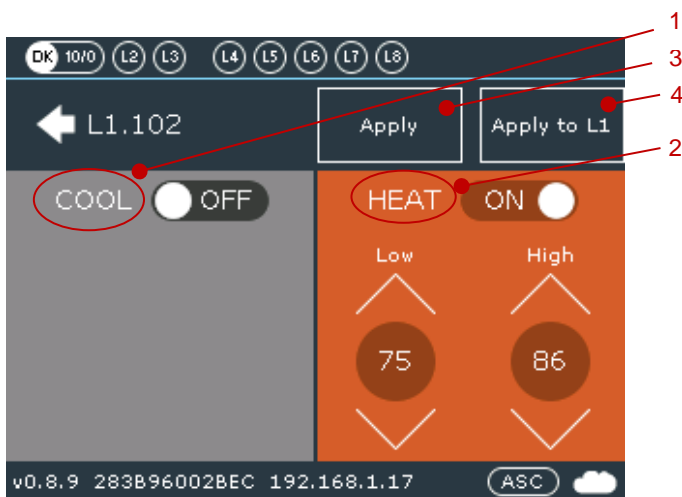 1
DK 10/0 L2 L3 L4 L5 L6 L7 L8
3
4
L1.102 Apply Apply to L1
2
COOL OFF HEAT ON
Low High
75 86
v0.8.9 283B96002BEC 192.168.1.17 ASC